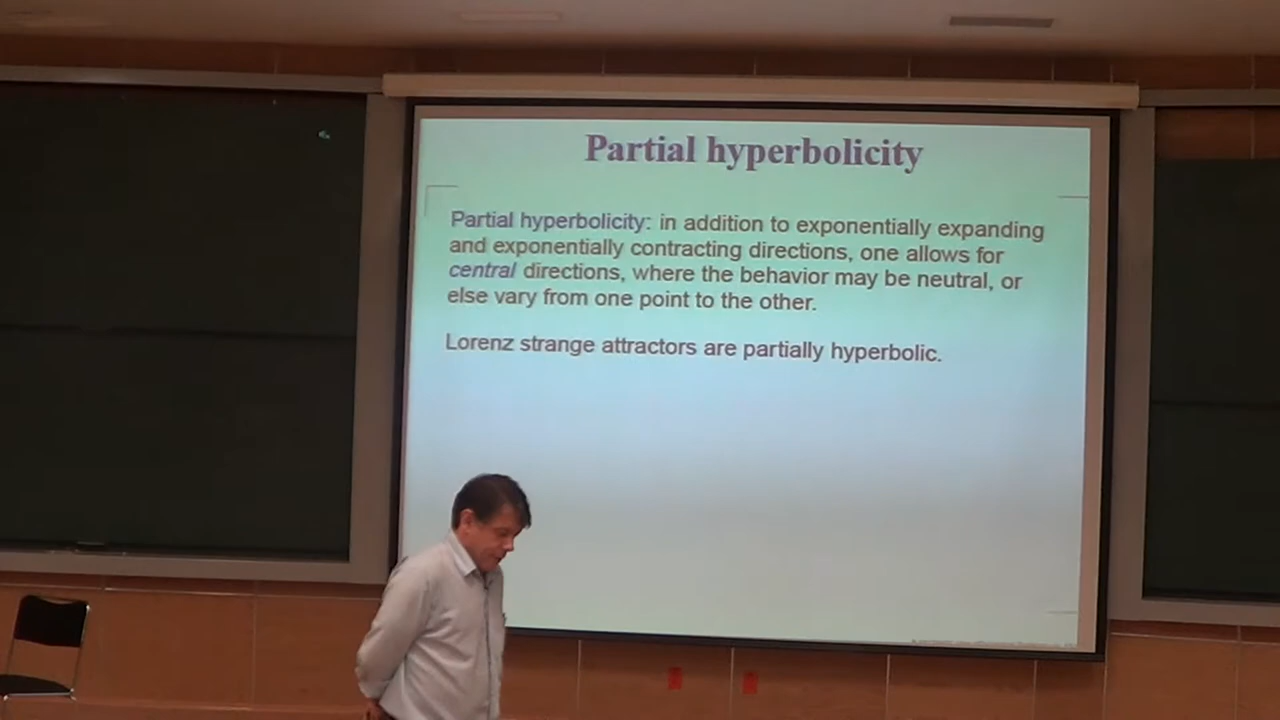 Partial hyperbolicity
Partial hyperbolicity: in addition to exponentially expanding
and exponentially contracting directions, one allows for
central directions, where the behavior may be neutral, or
else vary from one point to the other.
Lorenz strange attractors are partially hyperbolic.